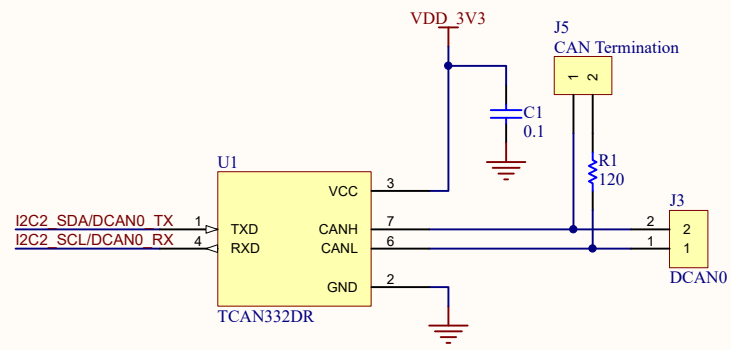 VDD_3V3
J5
CAN Termination
1 2
C1
0.1
U1
R1
120
VCC 3
J3
I2C2_SDA/DCAN0_TX 1 TXD CANH 7 2 2
I2C2_SCL/DCAN0_RX 4 RXD CANL 6 1 1
DCAN0
GND 2
TCAN332DR